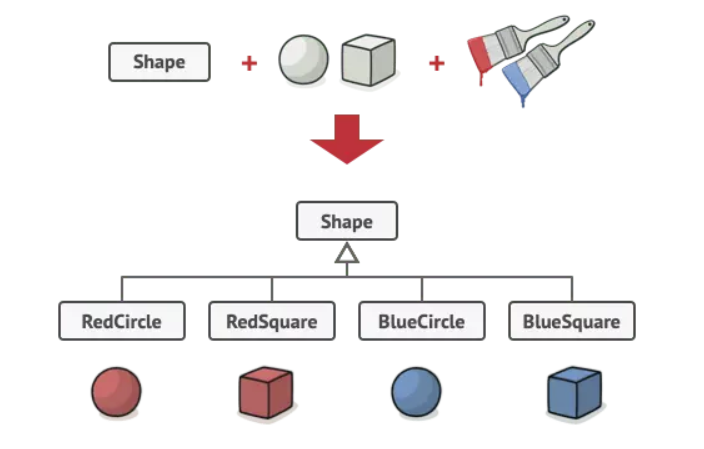 Shape
+
+
Shape
RedCircle
RedSquare
BlueCircle
BlueSquare